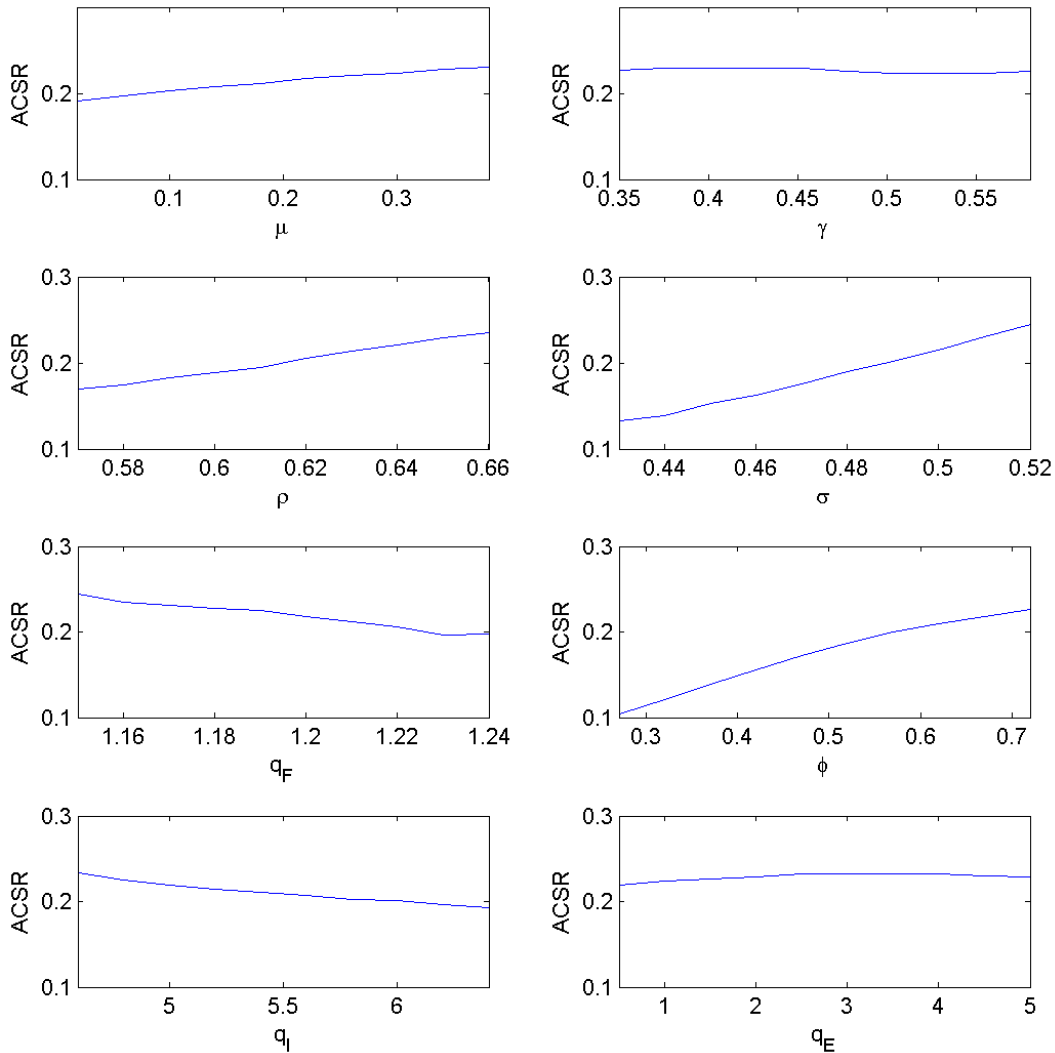 ACSR
0.2
0.1
0.1 0.2 0.3
μ
ACSR
0.2
0.1
0.35 0.4 0.45 0.5 0.55
γ
ACSR
0.3
0.2
0.1
0.58 0.6 0.62 0.64 0.66
ρ
ACSR
0.3
0.2
0.1
0.44 0.46 0.48 0.5 0.52
σ
ACSR
0.3
0.2
0.1
1.16 1.18 1.2 1.22 1.24
q_F
ACSR
0.3
0.2
0.1
0.3 0.4 0.5 0.6 0.7
ϕ
ACSR
0.3
0.2
0.1
5 5.5 6
q_I
ACSR
0.3
0.2
0.1
1 2 3 4 5
q_E